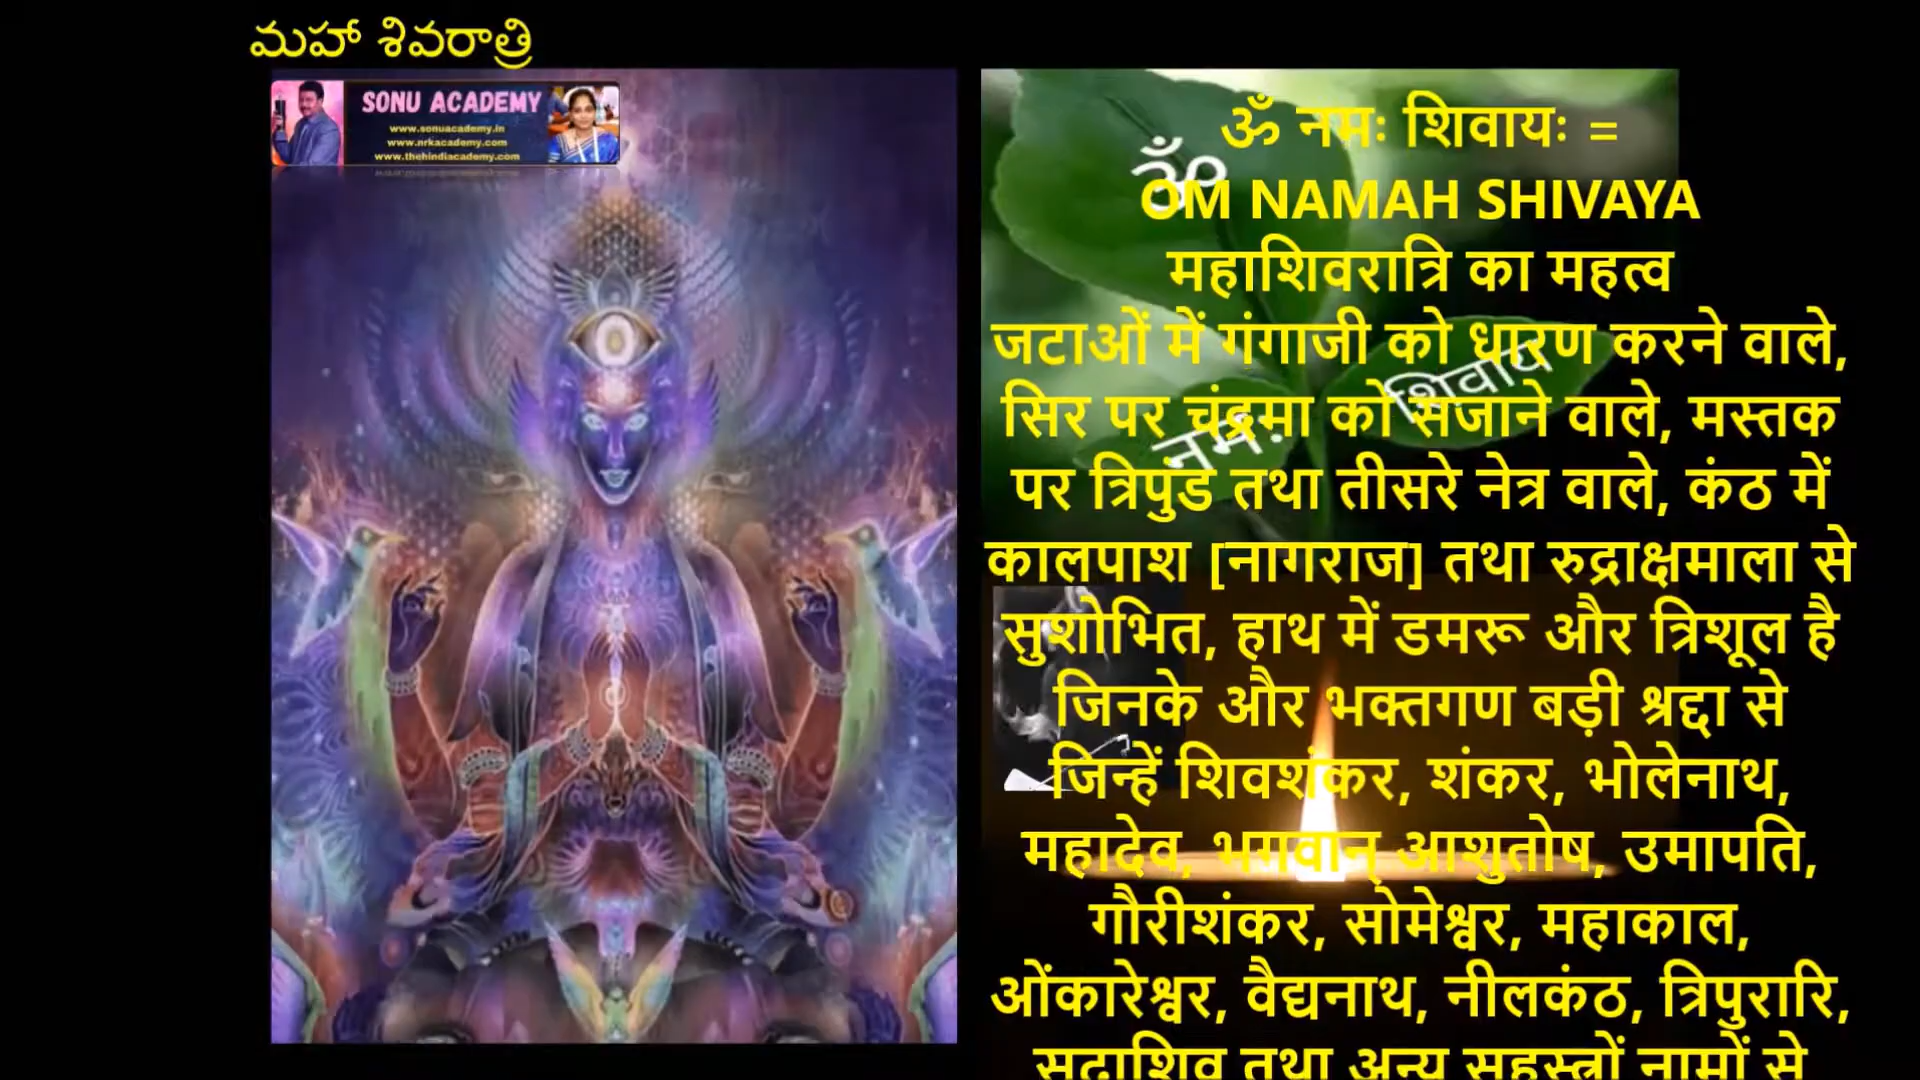 మహా శివరాత్రి
SONU ACADEMY
www.sonuacademy.in
www.nrkacademy.com
www.thehindiacademy.com
ॐ नमः शिवायः =
OM NAMAH SHIVAYA
महाशिवरात्रि का महत्व
जटाओं में गंगाजी को धारण करने वाले,
सिर पर चंद्रमा को सजाने वाले, मस्तक
पर त्रिपुंड तथा तीसरे नेत्र वाले, कंठ में
कालपाश [नागराज] तथा रुद्राक्षमाला से
सुशोभित, हाथ में डमरू और त्रिशूल है
जिनके और भक्तगण बड़ी श्रद्दा से
जिन्हें शिवशंकर, शंकर, भोलेनाथ,
महादेव, भगवान् आशुतोष, उमापति,
गौरीशंकर, सोमेश्वर, महाकाल,
ओंकारेश्वर, वैद्यनाथ, नीलकंठ, त्रिपुरारि,
सदाशिव तथा अन्य सहस्त्रों नामों से
ॐ
नमः
शिवाय